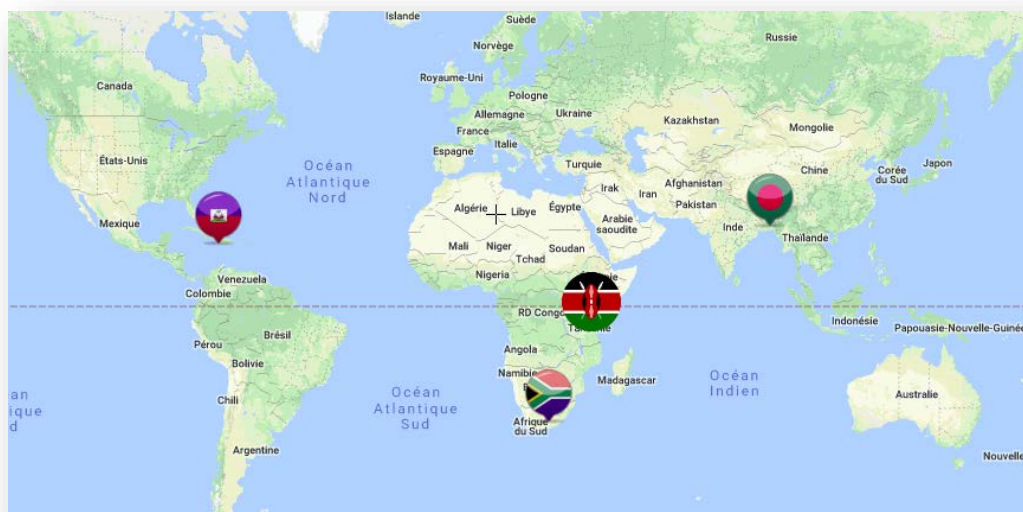 Islande
Suède
Norvège
Russie
Canada
Royaume-Uni
Pologne
Allemagne
Ukraine
France
Kazakhstan
Mongolie
Italie
Espagne
États-Unis
Turquie
Chine
Corée
du Sud
Japon
Océan
Atlantique
Nord
Irak
Iran
Afghanistan
Pakistan
Algérie
Libye
Égypte
Arabie
saoudite
Mexique
Inde
Thaïlande
Mali
Niger
Soudan
Tchad
Nigeria
Venezuela
Colombie
RD Congo
Indonésie
Papouasie-Nouvelle-Guinée
Brésil
Pérou
Angola
Bolivie
Namibie
Madagascar
Océan
Indien
Chili
Océan
Atlantique
Sud
Australie
Afrique
du Sud
Argentine